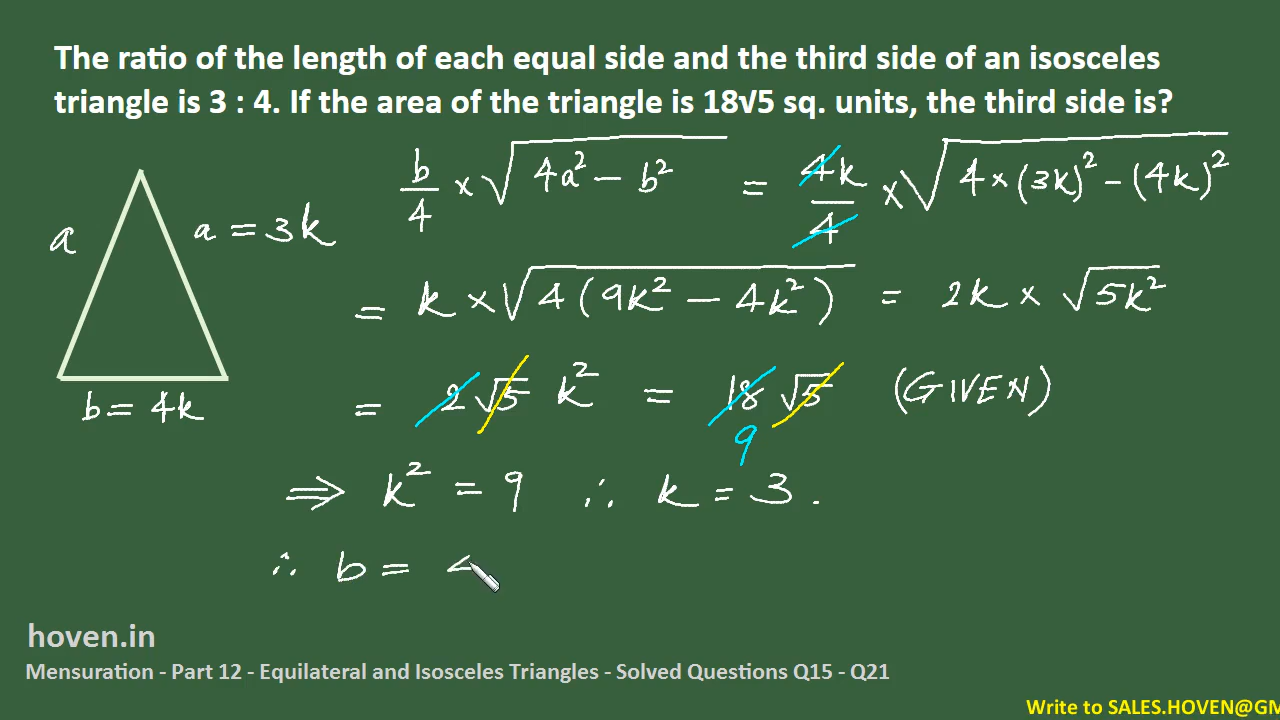 The ratio of the length of each equal side and the third side of an isosceles
triangle is 3 : 4. If the area of the triangle is 18√5 sq. units, the third side is?
b/4 × √(4a² − b²) = 4k/4 × √(4 × (3k)² − (4k)²)
a
a = 3k
= k × √(4(9k² − 4k²)) = 2k × √(5k²)
b = 4k
= 2√5 k² = 18√5 (GIVEN)
9
⇒ k² = 9 ∴ k = 3.
∴ b =
hoven.in
Mensuration - Part 12 - Equilateral and Isosceles Triangles - Solved Questions Q15 - Q21
Write to SALES.HOVEN@GM